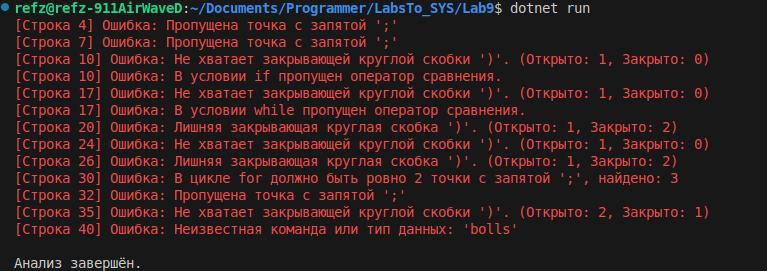 refz@refz-911AirWaveD:~/Documents/Programmer/LabsTo_SYS/Lab9$ dotnet run
[Строка 4] Ошибка: Пропущена точка с запятой ';'
[Строка 7] Ошибка: Пропущена точка с запятой ';'
[Строка 10] Ошибка: Не хватает закрывающей круглой скобки ')'. (Открыто: 1, Закрыто: 0)
[Строка 10] Ошибка: В условии if пропущен оператор сравнения.
[Строка 17] Ошибка: Не хватает закрывающей круглой скобки ')'. (Открыто: 1, Закрыто: 0)
[Строка 17] Ошибка: В условии while пропущен оператор сравнения.
[Строка 20] Ошибка: Лишняя закрывающая круглая скобка ')'. (Открыто: 1, Закрыто: 2)
[Строка 24] Ошибка: Не хватает закрывающей круглой скобки ')'. (Открыто: 1, Закрыто: 0)
[Строка 26] Ошибка: Лишняя закрывающая круглая скобка ')'. (Открыто: 1, Закрыто: 2)
[Строка 30] Ошибка: В цикле for должно быть ровно 2 точки с запятой ';', найдено: 3
[Строка 32] Ошибка: Пропущена точка с запятой ';'
[Строка 35] Ошибка: Не хватает закрывающей круглой скобки ')'. (Открыто: 2, Закрыто: 1)
[Строка 40] Ошибка: Неизвестная команда или тип данных: 'bolls'
Анализ завершён.